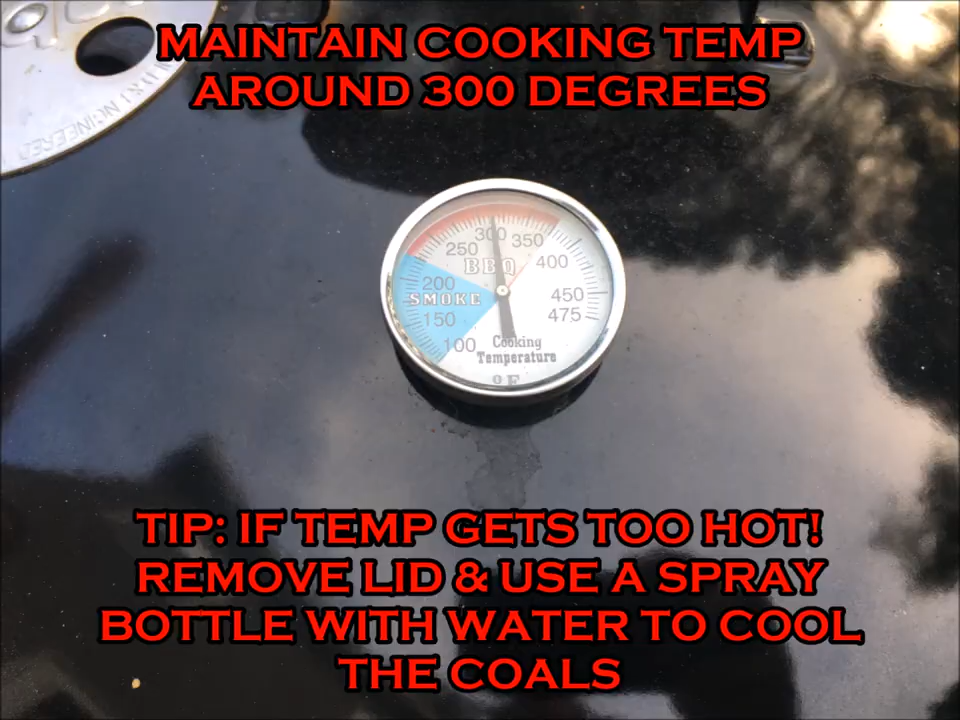 MAINTAIN COOKING TEMP
AROUND 300 DEGREES
ENGINEERED
300
350
250
BBQ
400
200
SMOKE
450
150
475
100
Cooking
Temperature
°F
TIP: IF TEMP GETS TOO HOT!
REMOVE LID & USE A SPRAY
BOTTLE WITH WATER TO COOL
THE COALS